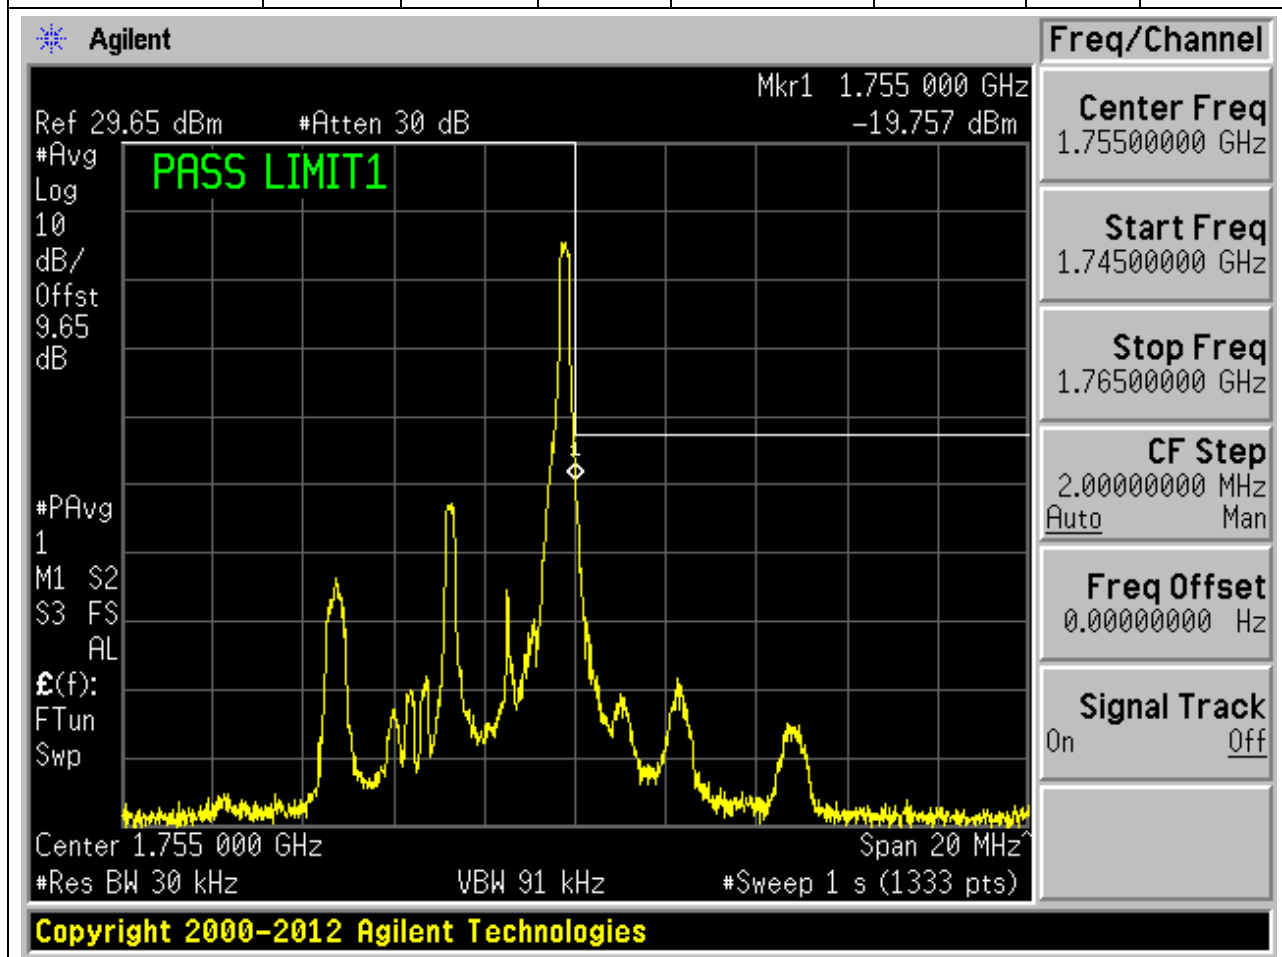 Agilent
Freq/Channel
Mkr1 1.755 000 GHz
Ref 29.65 dBm #Atten 30 dB -19.757 dBm
#Avg
Log
10
dB/
Offst
9.65
dB
PASS LIMIT1
1
#PAvg
1
M1 S2
S3 FS
AL
£(f):
FTun
Swp
Center 1.755 000 GHz Span 20 MHz^
#Res BW 30 kHz VBW 91 kHz #Sweep 1 s (1333 pts)
Copyright 2000-2012 Agilent Technologies
Center Freq
1.75500000 GHz
Start Freq
1.74500000 GHz
Stop Freq
1.76500000 GHz
CF Step
2.00000000 MHz
Auto Man
Freq Offset
0.00000000 Hz
Signal Track
On Off